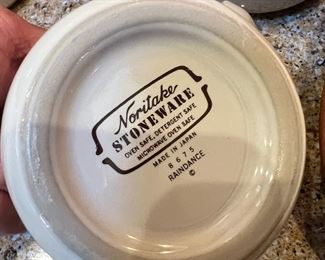 Noritake
STONEWARE
OVEN SAFE, DETERGENT SAFE
MICROWAVE OVEN SAFE
MADE IN JAPAN
8675
RAINDANCE
©